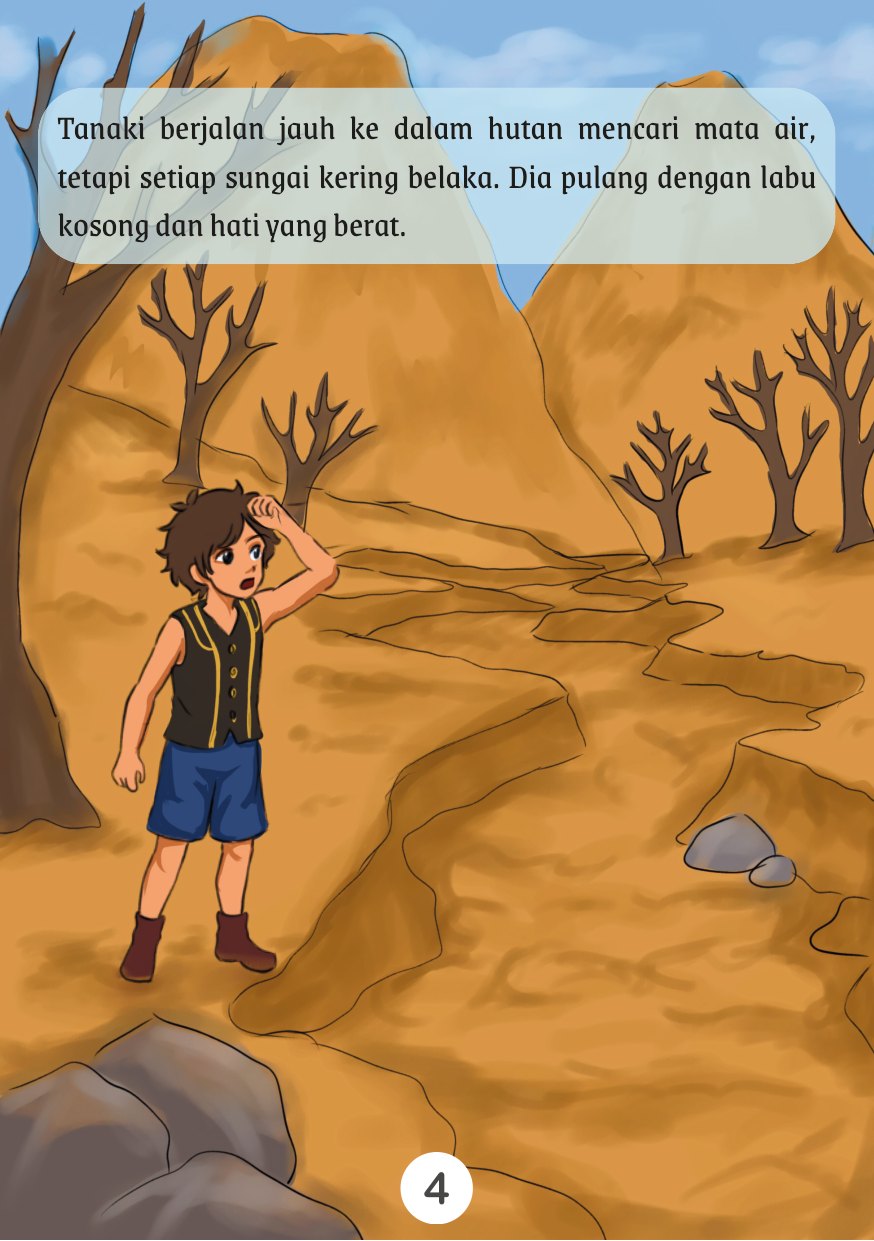 Tanaki berjalan jauh ke dalam hutan mencari mata air,
tetapi setiap sungai kering belaka. Dia pulang dengan labu
kosong dan hati yang berat.
4